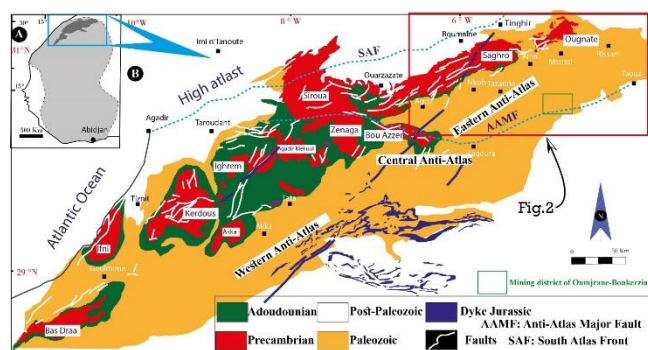 A
30°
15°
31°N
15°
500 Km
Abidjan
B
10°W
8°W
6°W
Imi n'Tanoute
High atlast
SAF
Boumalne
Tinghir
Ougnate
Saghro
Rissani
Taouz
Ouarzazate
Siroua
Agadir
Taroudant
Zenaga
Bou Azzer
Eastern Anti-Atlas
AAMF
Agadir Melloul
Central Anti-Atlas
Ighrem
Atlantic Ocean
Tiznit
Kerdous
Tata
Akka
Western Anti-Atlas
Ifni
29°N
Goulmime
Bas Draa
Fig.2
N
0 50 Km
Mining district of Oumjrane-Boukerzia
Adoudounian
Post-Paleozoic
Dyke Jurassic
AAMF: Anti-Atlas Major Fault
Precambrian
Paleozoic
Faults
SAF: South Atlas Front